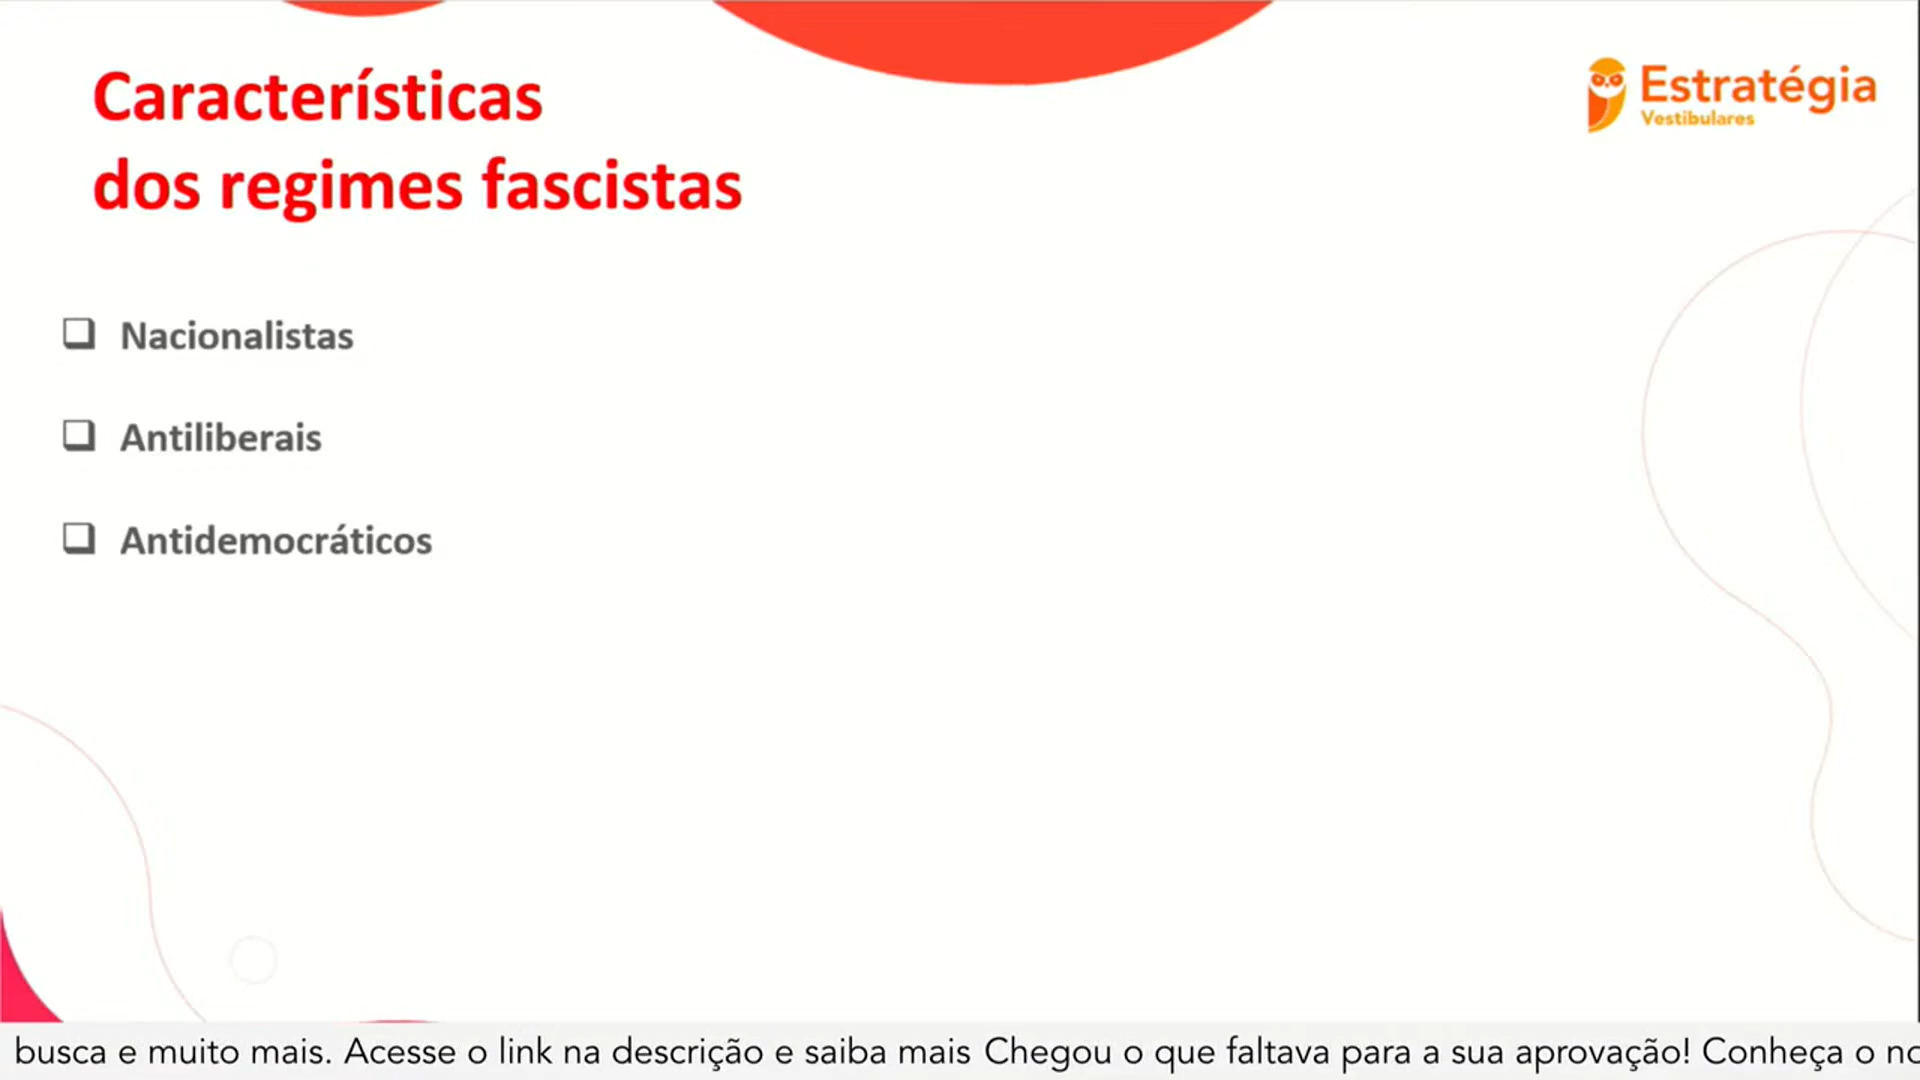 Características
dos regimes fascistas
Estratégia
Vestibulares
Nacionalistas
Antiliberais
Antidemocráticos
busca e muito mais. Acesse o link na descrição e saiba mais Chegou o que faltava para a sua aprovação! Conheça o